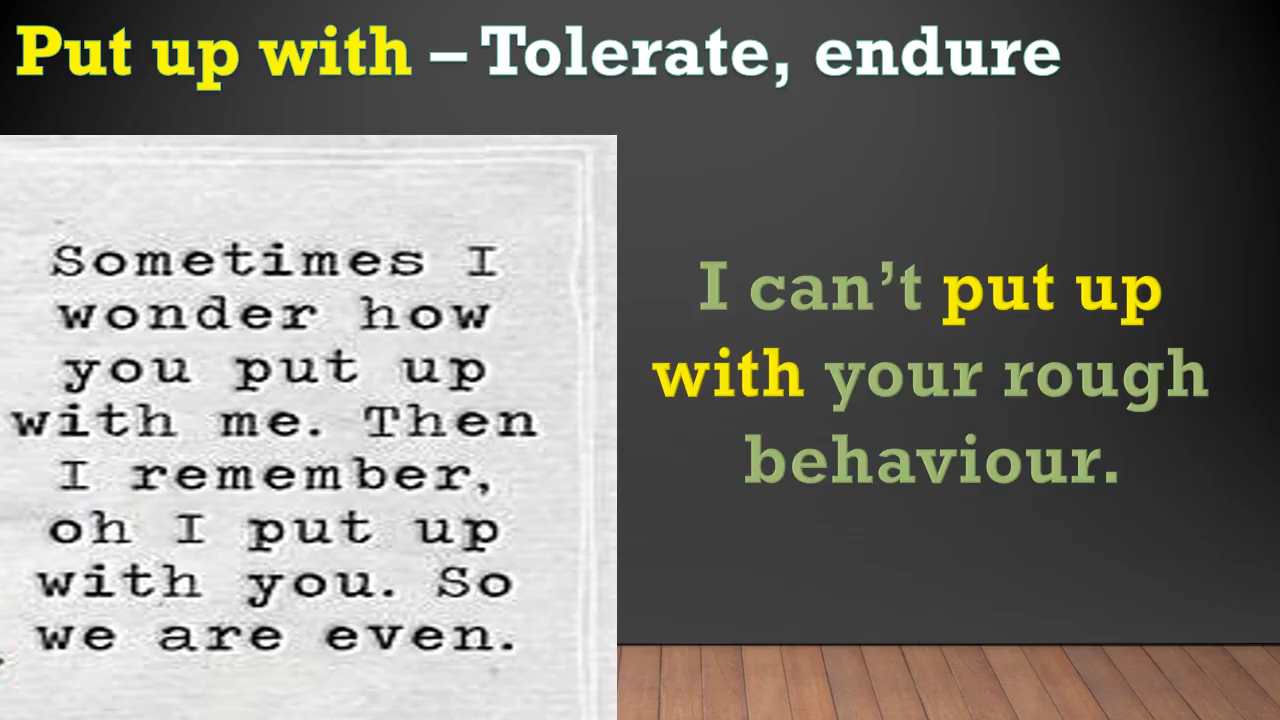 Put up with – Tolerate, endure
Sometimes I
wonder how
you put up
with me. Then
I remember,
oh I put up
with you. So
we are even.
I can’t put up
with your rough
behaviour.